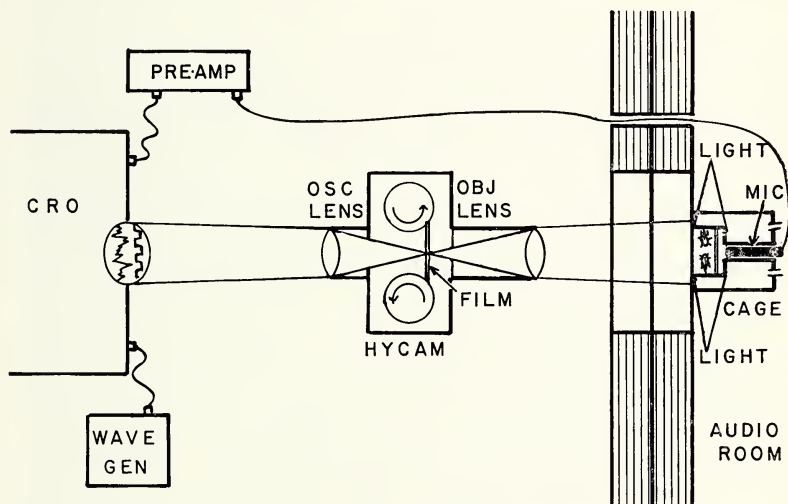 PRE-AMP
CRO
OSC
LENS
OBJ
LENS
LIGHT
MIC
FILM
HYCAM
CAGE
LIGHT
WAVE
GEN
AUDIO
ROOM